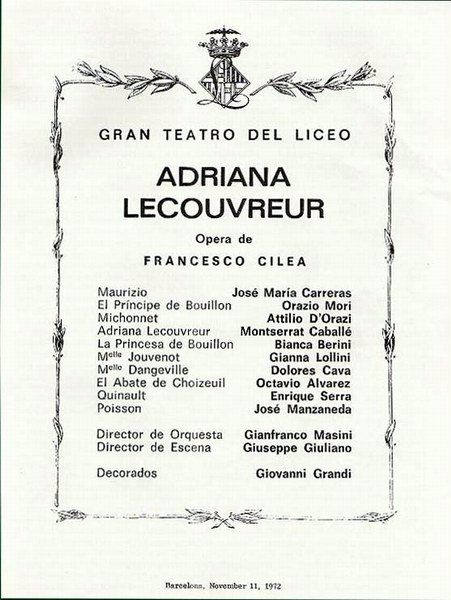 GRAN TEATRO DEL LICEO
ADRIANA
LECOUVREUR
Opera de
FRANCESCO CILEA
Maurizio José María Carreras
El Príncipe de Bouillon Orazio Mori
Michonnet Attilio D'Orazi
Adriana Lecouvreur Montserrat Caballé
La Princesa de Bouillon Bianca Berini
Melle Jouvenot Gianna Lollini
Melle Dangeville Dolores Cava
El Abate de Choizeuil Octavio Alvarez
Quinault Enrique Serra
Poisson José Manzaneda
Director de Orquesta Gianfranco Masini
Director de Escena Giuseppe Giuliano
Decorados Giovanni Grandi
Barcelona, November 11, 1972